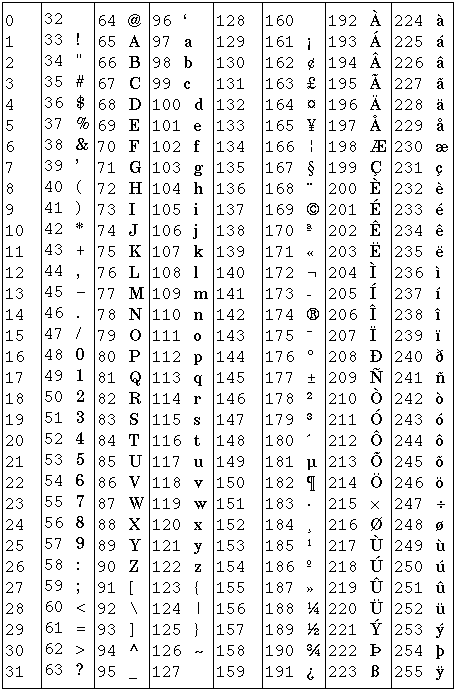 0 32 64 @ 96 ‘ 128 160 192 À 224 à
1 33 ! 65 A 97 a 129 161 ¡ 193 Á 225 á
2 34 " 66 B 98 b 130 162 ¢ 194 Â 226 â
3 35 # 67 C 99 c 131 163 £ 195 Ã 227 ã
4 36 $ 68 D 100 d 132 164 ¤ 196 Ä 228 ä
5 37 % 69 E 101 e 133 165 ¥ 197 Å 229 å
6 38 & 70 F 102 f 134 166 ¦ 198 Æ 230 æ
7 39 ’ 71 G 103 g 135 167 § 199 Ç 231 ç
8 40 ( 72 H 104 h 136 168 ¨ 200 È 232 è
9 41 ) 73 I 105 i 137 169 © 201 É 233 é
10 42 * 74 J 106 j 138 170 ª 202 Ê 234 ê
11 43 + 75 K 107 k 139 171 « 203 Ë 235 ë
12 44 , 76 L 108 l 140 172 ¬ 204 Ì 236 ì
13 45 – 77 M 109 m 141 173 - 205 Í 237 í
14 46 . 78 N 110 n 142 174 ® 206 Î 238 î
15 47 / 79 O 111 o 143 175 ¯ 207 Ï 239 ï
16 48 0 80 P 112 p 144 176 ° 208 Ð 240 ð
17 49 1 81 Q 113 q 145 177 ± 209 Ñ 241 ñ
18 50 2 82 R 114 r 146 178 ² 210 Ò 242 ò
19 51 3 83 S 115 s 147 179 ³ 211 Ó 243 ó
20 52 4 84 T 116 t 148 180 ´ 212 Ô 244 ô
21 53 5 85 U 117 u 149 181 µ 213 Õ 245 õ
22 54 6 86 V 118 v 150 182 ¶ 214 Ö 246 ö
23 55 7 87 W 119 w 151 183 · 215 × 247 ÷
24 56 8 88 X 120 x 152 184 ¸ 216 Ø 248 ø
25 57 9 89 Y 121 y 153 185 ¹ 217 Ù 249 ù
26 58 : 90 Z 122 z 154 186 º 218 Ú 250 ú
27 59 ; 91 [ 123 { 155 187 » 219 Û 251 û
28 60 < 92 \ 124 | 156 188 ¼ 220 Ü 252 ü
29 61 = 93 ] 125 } 157 189 ½ 221 Ý 253 ý
30 62 > 94 ^ 126 ~ 158 190 ¾ 222 Þ 254 þ
31 63 ? 95 _ 127 159 191 ¿ 223 ß 255 ÿ